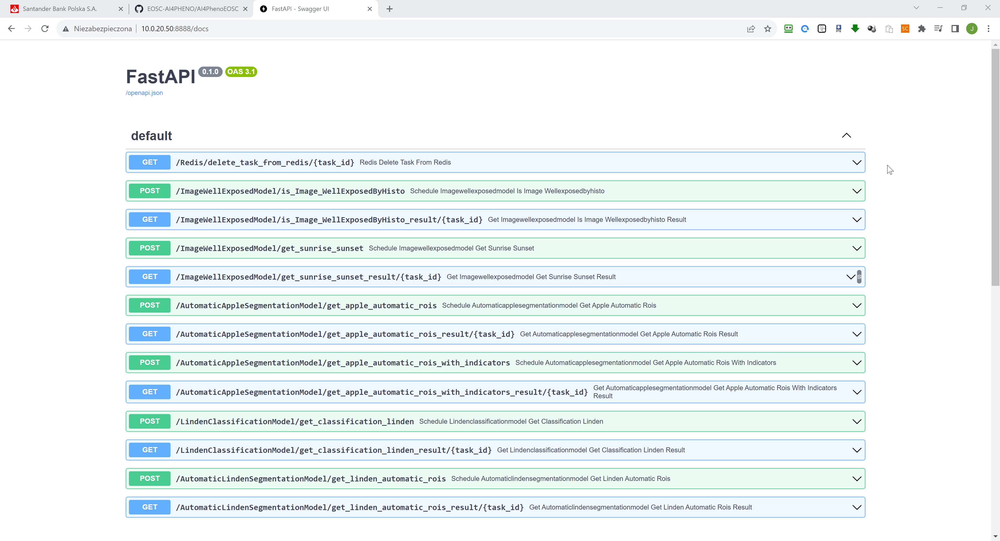 Santander Bank Polska S.A.
EOSC-AI4PHENO/AI4PhenoEOSC
FastAPI - Swagger UI
Niezabezpieczona
10.0.20.50:8888/docs
png
SC
J
FastAPI 0.1.0 OAS 3.1
/openapi.json
default
GET /Redis/delete_task_from_redis/{task_id} Redis Delete Task From Redis
POST /ImageWellExposedModel/is_Image_WellExposedByHisto Schedule Imagewellexposedmodel Is Image Wellexposedbyhisto
GET /ImageWellExposedModel/is_Image_WellExposedByHisto_result/{task_id} Get Imagewellexposedmodel Is Image Wellexposedbyhisto Result
POST /ImageWellExposedModel/get_sunrise_sunset Schedule Imagewellexposedmodel Get Sunrise Sunset
GET /ImageWellExposedModel/get_sunrise_sunset_result/{task_id} Get Imagewellexposedmodel Get Sunrise Sunset Result
POST /AutomaticAppleSegmentationModel/get_apple_automatic_rois Schedule Automaticapplesegmentationmodel Get Apple Automatic Rois
GET /AutomaticAppleSegmentationModel/get_apple_automatic_rois_result/{task_id} Get Automaticapplesegmentationmodel Get Apple Automatic Rois Result
POST /AutomaticAppleSegmentationModel/get_apple_automatic_rois_with_indicators Schedule Automaticapplesegmentationmodel Get Apple Automatic Rois With Indicators
GET /AutomaticAppleSegmentationModel/get_apple_automatic_rois_with_indicators_result/{task_id} Get Automaticapplesegmentationmodel Get Apple Automatic Rois With Indicators
Result
POST /LindenClassificationModel/get_classification_linden Schedule Lindenclassificationmodel Get Classification Linden
GET /LindenClassificationModel/get_classification_linden_result/{task_id} Get Lindenclassificationmodel Get Classification Linden Result
POST /AutomaticLindenSegmentationModel/get_linden_automatic_rois Schedule Automaticlindensegmentationmodel Get Linden Automatic Rois
GET /AutomaticLindenSegmentationModel/get_linden_automatic_rois_result/{task_id} Get Automaticlindensegmentationmodel Get Linden Automatic Rois Result